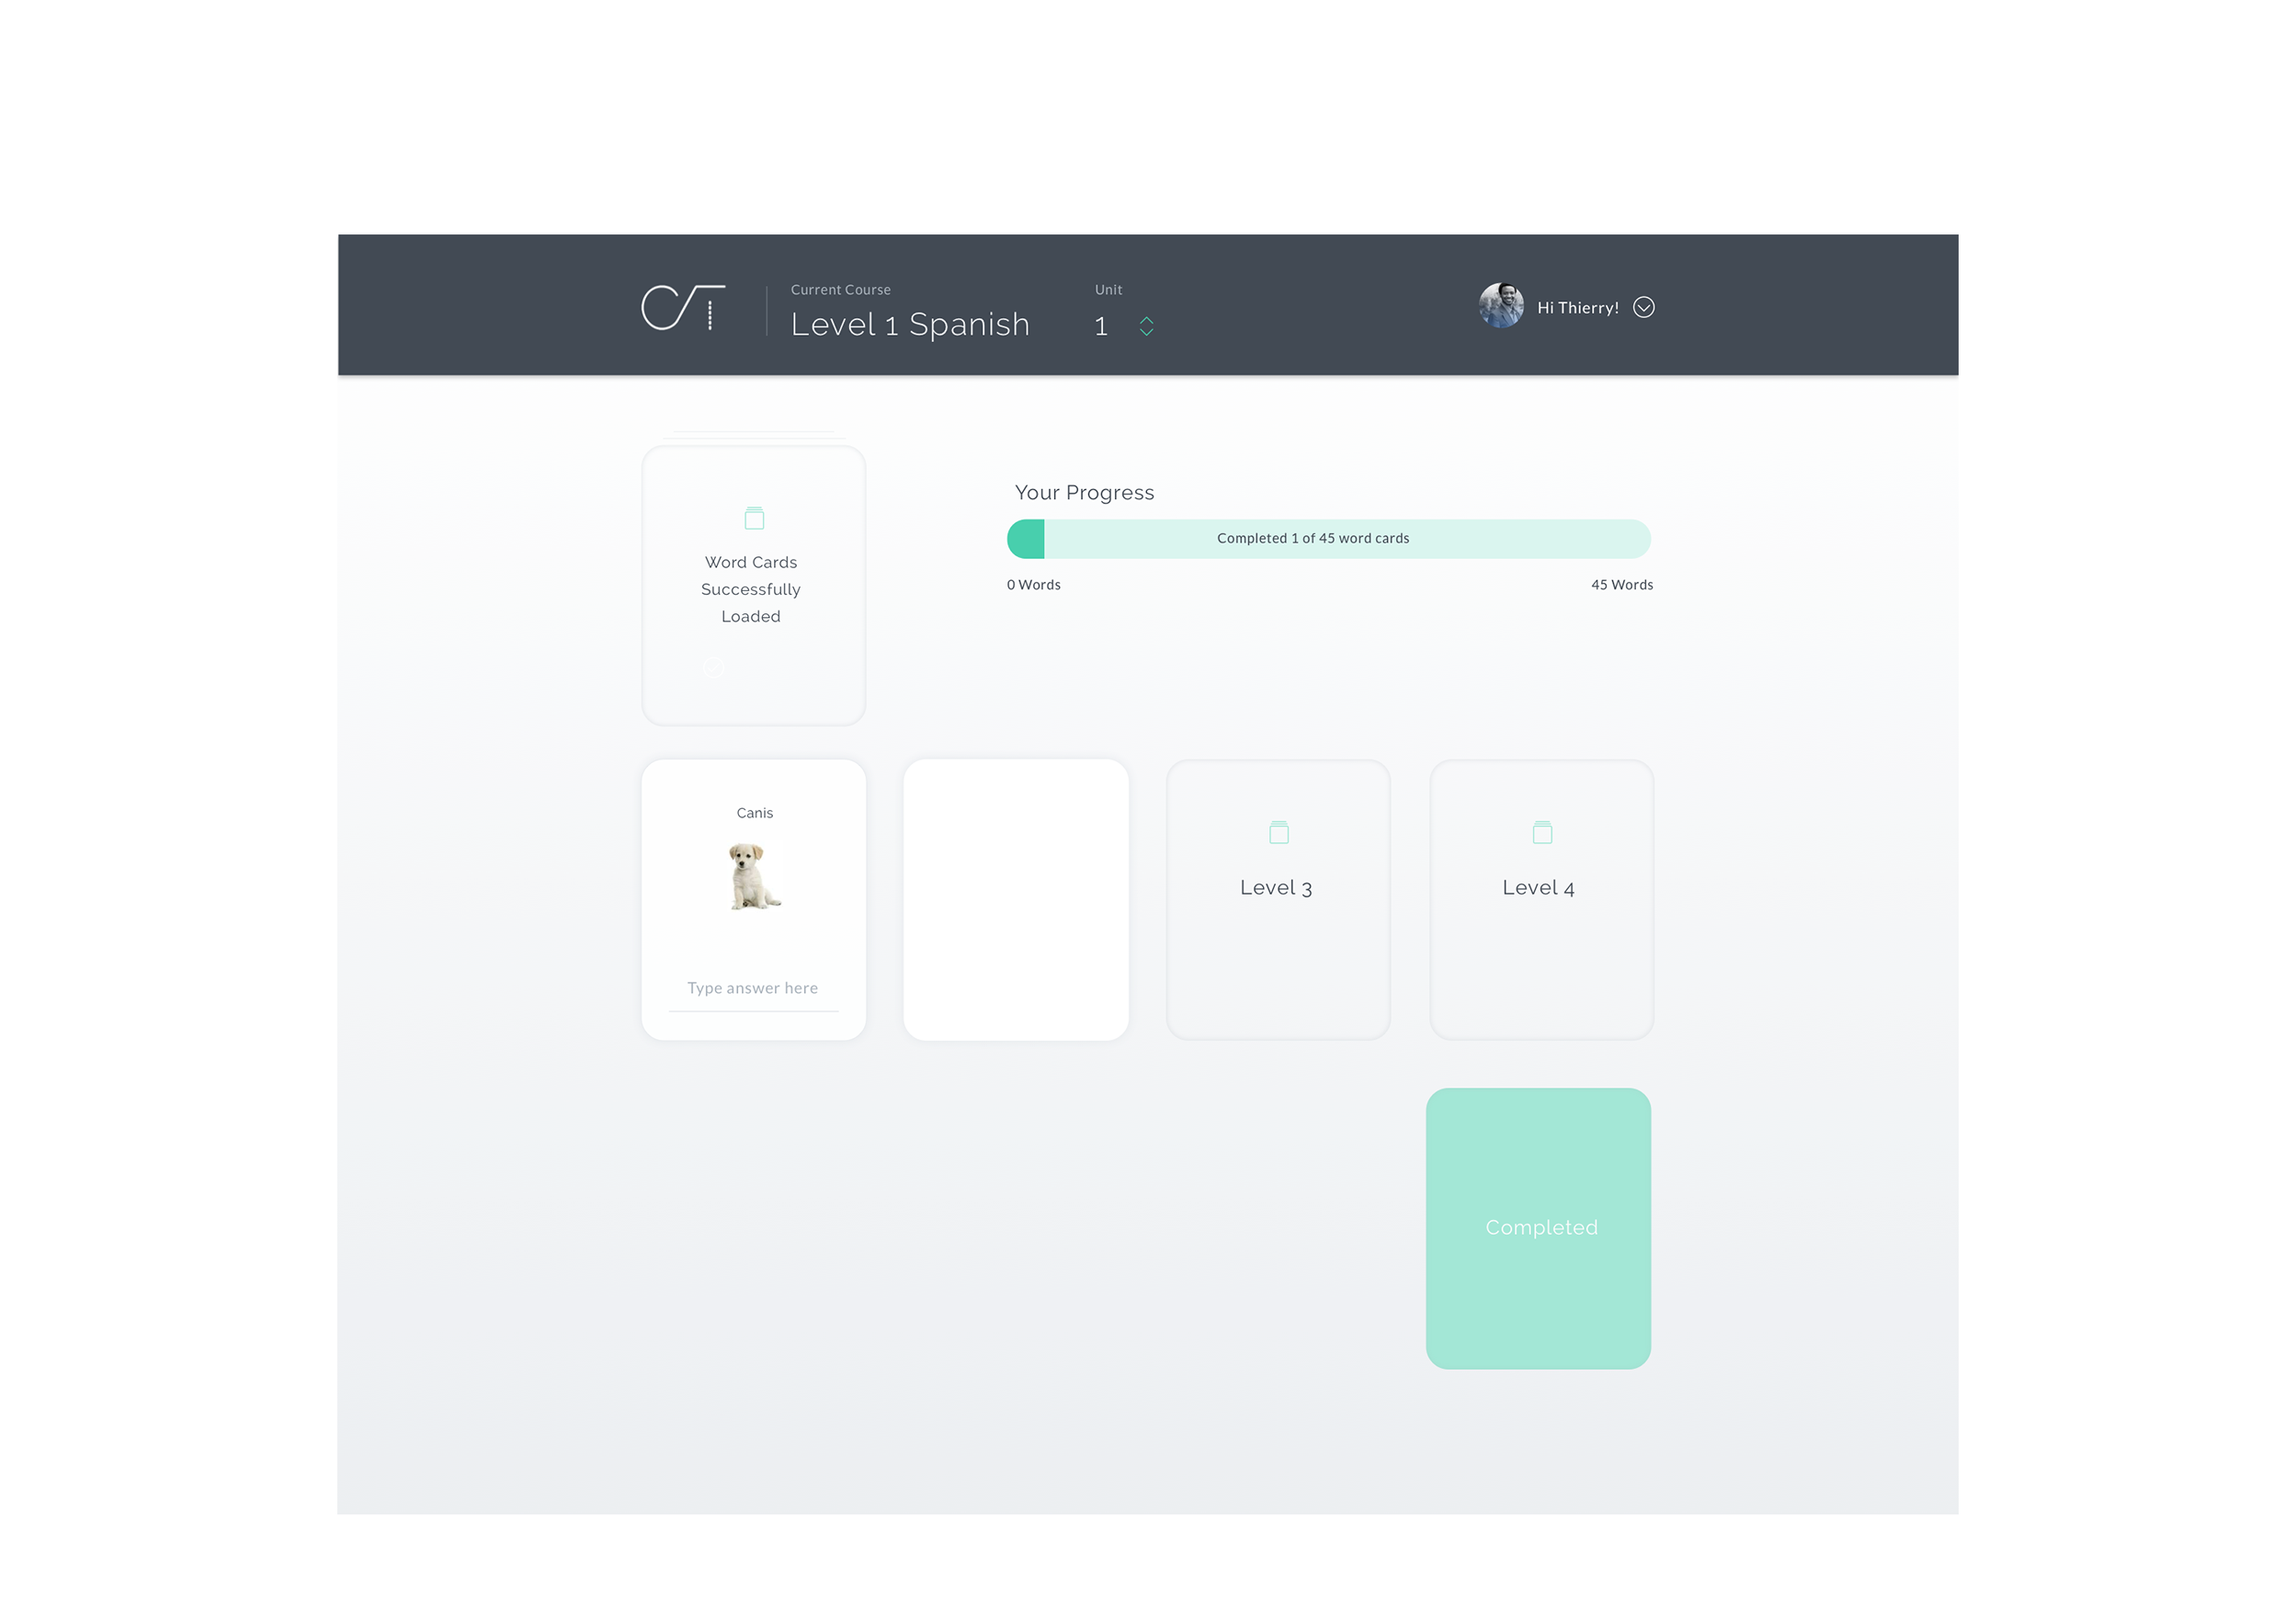 CT
Current Course
Level 1 Spanish
Unit
1
Hi Thierry!
Word Cards
Successfully
Loaded
Your Progress
Completed 1 of 45 word cards
0 Words
45 Words
Canis
Type answer here
Level 3
Level 4
Completed